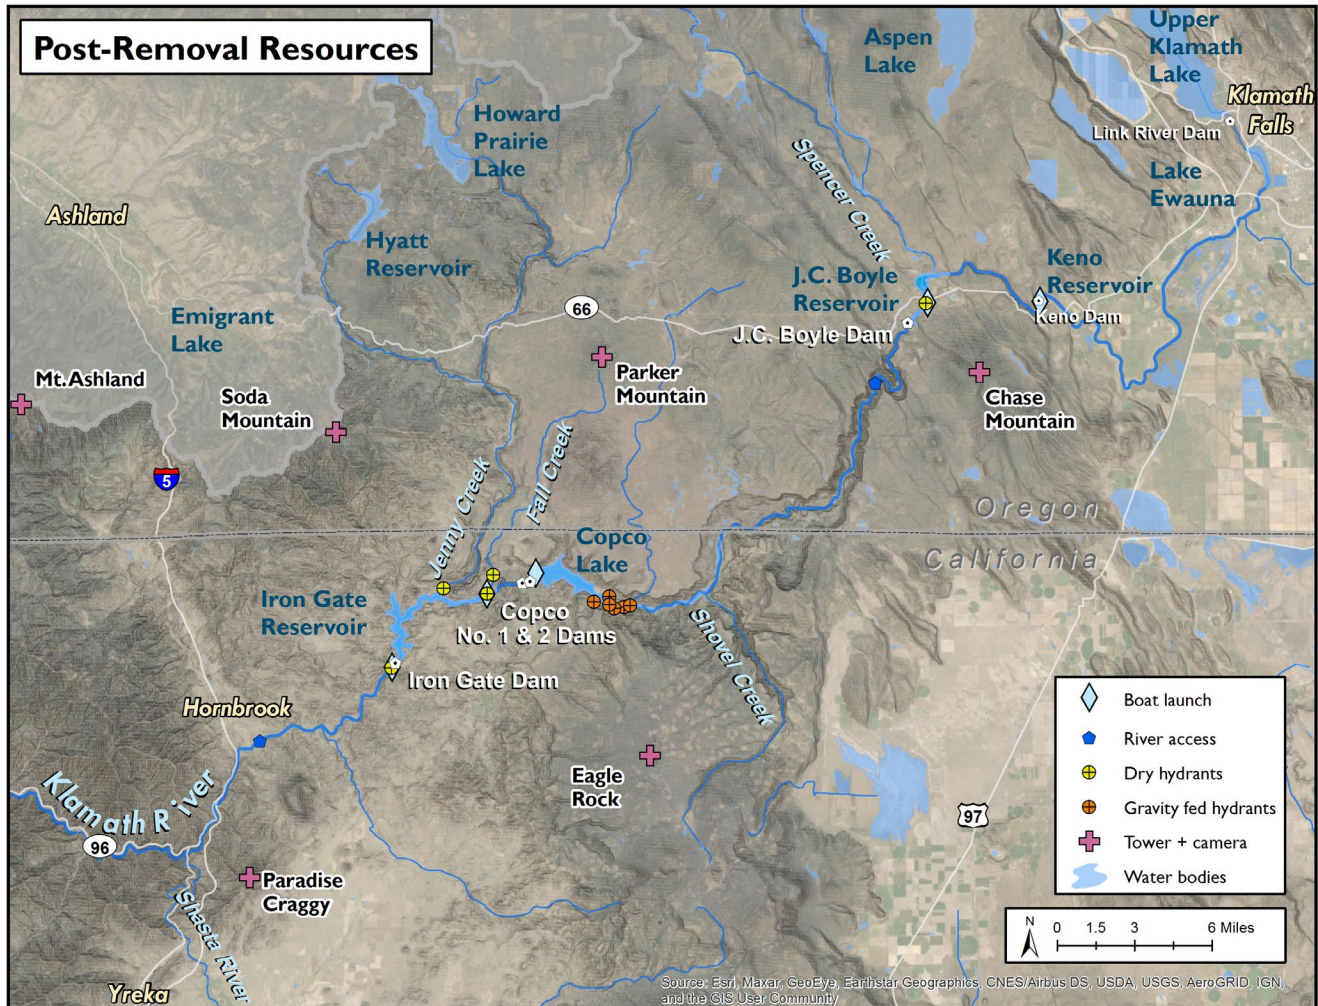 Post-Removal Resources
Upper
Klamath
Lake
Aspen
Lake
Klamath
Falls
Howard
Prairie
Lake
Link River Dam
Spencer Creek
Lake
Ewauna
Ashland
Hyatt
Reservoir
J.C. Boyle
Reservoir
Keno
Reservoir
66
Emigrant
Lake
Keno Dam
J.C. Boyle Dam
Mt. Ashland
Soda
Mountain
Parker
Mountain
Chase
Mountain
5
Jenny Creek
Fall Creek
Oregon
California
Copco
Lake
Iron Gate
Reservoir
Copco
No. 1 & 2 Dams
Shovel Creek
Iron Gate Dam
Hornbrook
Klamath River
96
Eagle
Rock
97
Paradise
Craggy
Shasta River
Yreka
Boat launch
River access
Dry hydrants
Gravity fed hydrants
Tower + camera
Water bodies
N
0 1.5 3 6 Miles
Source: Esri, Maxar, GeoEye, Earthstar Geographics, CNES/Airbus DS, USDA, USGS, AeroGRID, IGN,
and the GIS User Community